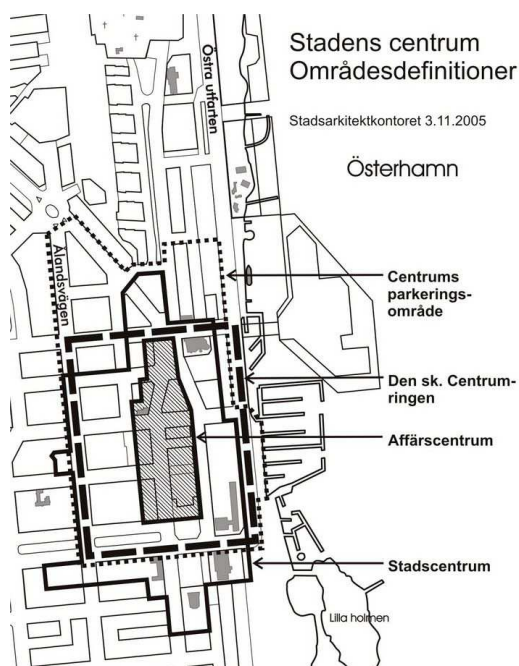 Stadens centrum
Områdesdefinitioner
Stadsarkitektkontoret 3.11.2005
Österhamn
Östra utfarten
Ålandsvägen
Centrums
parkerings-
område
Den sk. Centrum-
ringen
Affärscentrum
Stadscentrum
Lilla holmen